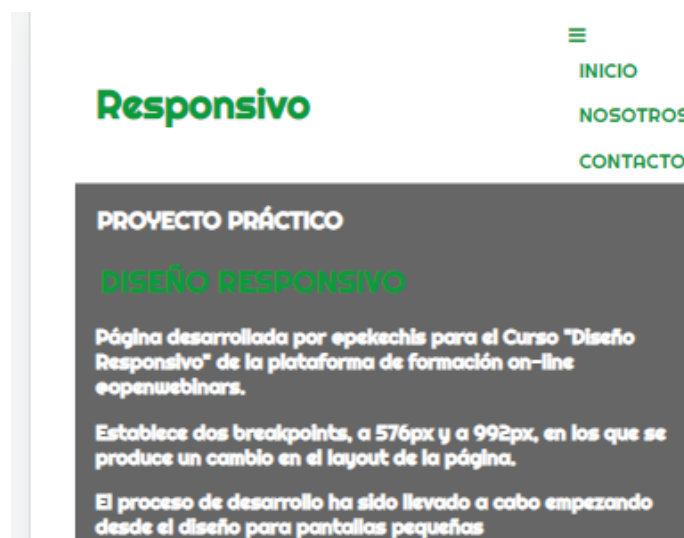 Responsivo
INICIO
NOSOTROS
CONTACTO
PROYECTO PRÁCTICO
DISEÑO RESPONSIVO
Página desarrollada por @pekechis para el Curso "Diseño
Responsivo" de la plataforma de formación on-line
@openwebinars.
Establece dos breakpoints, a 576px y a 992px, en los que se
produce un cambio en el layout de la página.
El proceso de desarrollo ha sido llevado a cabo empezando
desde el diseño para pantallas pequeñas